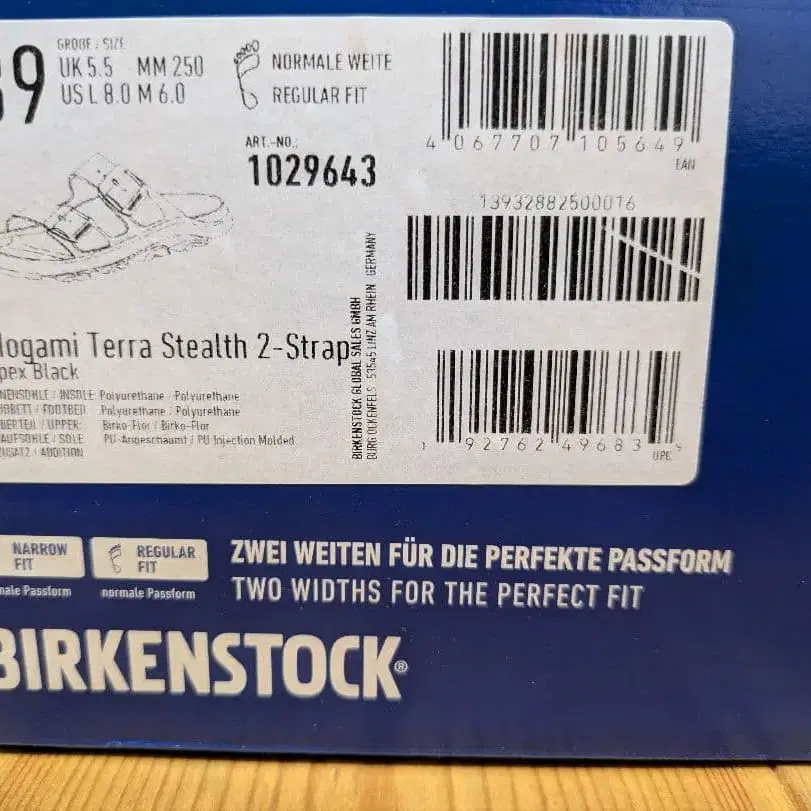 39
GRÖßE / SIZE
UK 5.5 MM 250
US L 8.0 M 6.0
NORMALE WEITE
REGULAR FIT
ART.-NO.:
1029643
4 067707 105649
EAN
13932882500016
logami Terra Stealth 2-Strap
pex Black
NENSOHLE / INSOLE Polyurethane / Polyurethane
BBETT / FOOTBED Polyurethane / Polyurethane
BERTEIL / UPPER: Birko-Flor / Birko-Flor
AUFSOHLE / SOLE PU-Angeschäumt / PU Injection Molded
ZUSATZ / ADDITION
BIRKENSTOCK GLOBAL SALES GMBH
BURG OCKENFELS 53545 LINZ AM RHEIN GERMANY
1 92762 49683 9
UPC
NARROW
FIT
male Passform
REGULAR
FIT
normale Passform
ZWEI WEITEN FÜR DIE PERFEKTE PASSFORM
TWO WIDTHS FOR THE PERFECT FIT
BIRKENSTOCK®